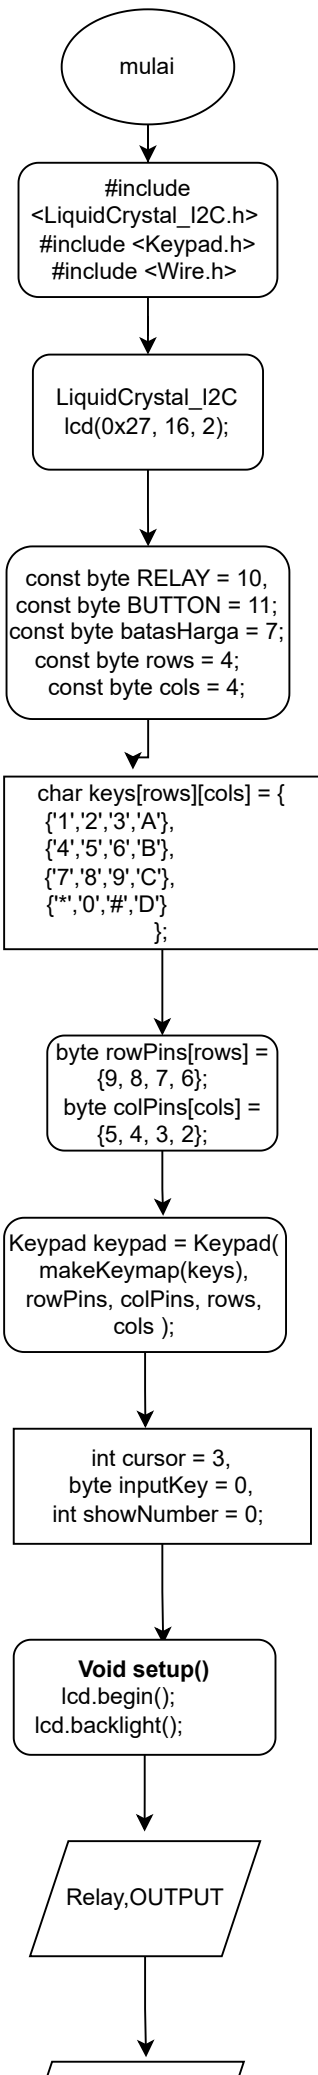 mulai
#include
<LiquidCrystal_I2C.h>
#include <Keypad.h>
#include <Wire.h>
LiquidCrystal_I2C
lcd(0x27, 16, 2);
const byte RELAY = 10,
const byte BUTTON = 11;
const byte batasHarga = 7;
const byte rows = 4;
const byte cols = 4;
char keys[rows][cols] = {
{'1','2','3','A'},
{'4','5','6','B'},
{'7','8','9','C'},
{'*','0','#','D'}
};
byte rowPins[rows] =
{9, 8, 7, 6};
byte colPins[cols] =
{5, 4, 3, 2};
Keypad keypad = Keypad(
makeKeymap(keys),
rowPins, colPins, rows,
cols );
int cursor = 3,
byte inputKey = 0,
int showNumber = 0;
Void setup()
lcd.begin();
lcd.backlight();
Relay,OUTPUT